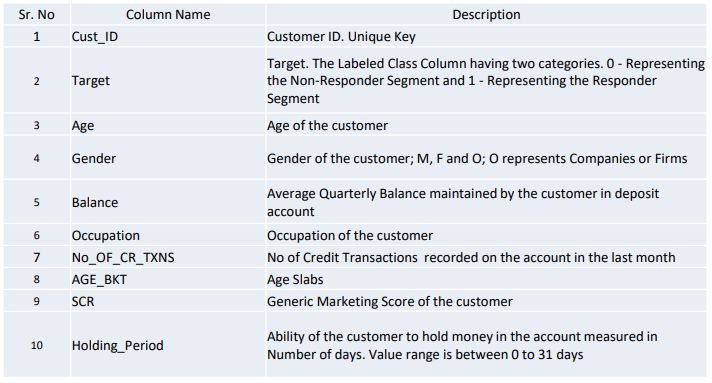 Sr. No Column Name Description
1 Cust_ID Customer ID. Unique Key
Target. The Labeled Class Column having two categories. 0 - Representing
2 Target the Non-Responder Segment and 1 - Representing the Responder
Segment
3 Age Age of the customer
4 Gender Gender of the customer; M, F and O; O represents Companies or Firms
5 Balance Average Quarterly Balance maintained by the customer in deposit
account
6 Occupation Occupation of the customer
7 No_OF_CR_TXNS No of Credit Transactions recorded on the account in the last month
8 AGE_BKT Age Slabs
9 SCR Generic Marketing Score of the customer
10 Holding_Period Ability of the customer to hold money in the account measured in
Number of days. Value range is between 0 to 31 days